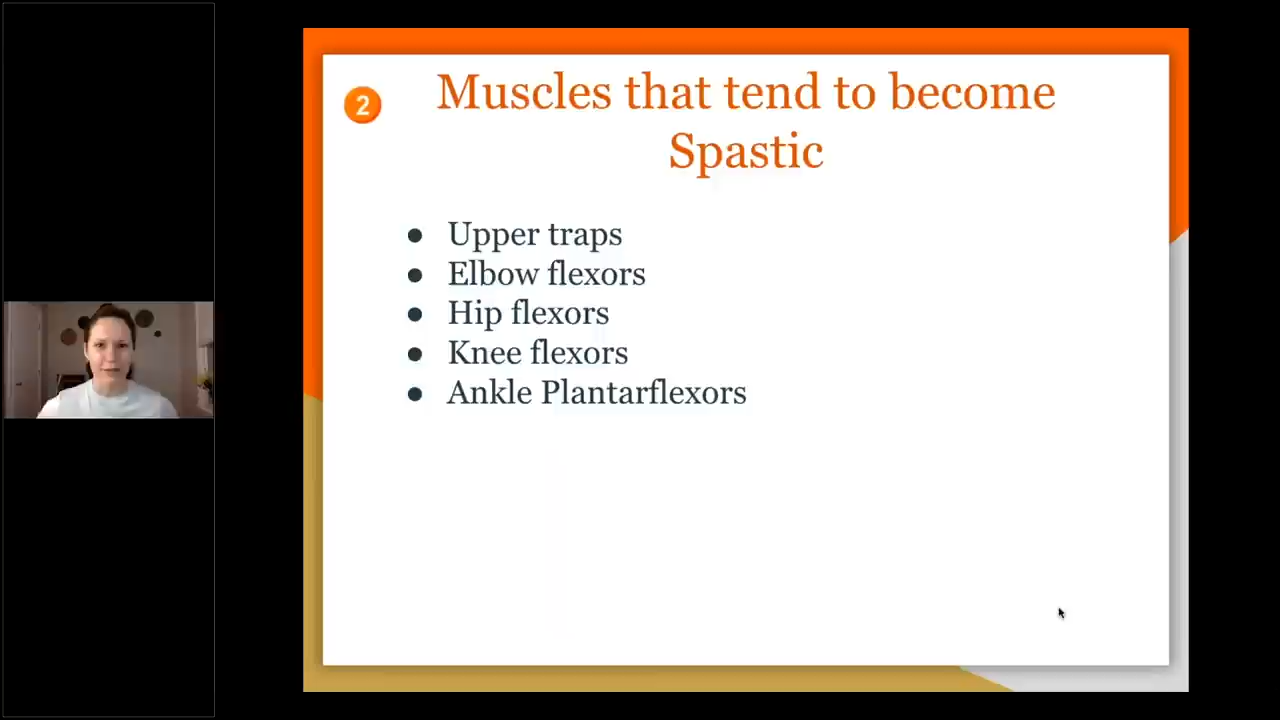 2
Muscles that tend to become
Spastic
● Upper traps
● Elbow flexors
● Hip flexors
● Knee flexors
● Ankle Plantarflexors